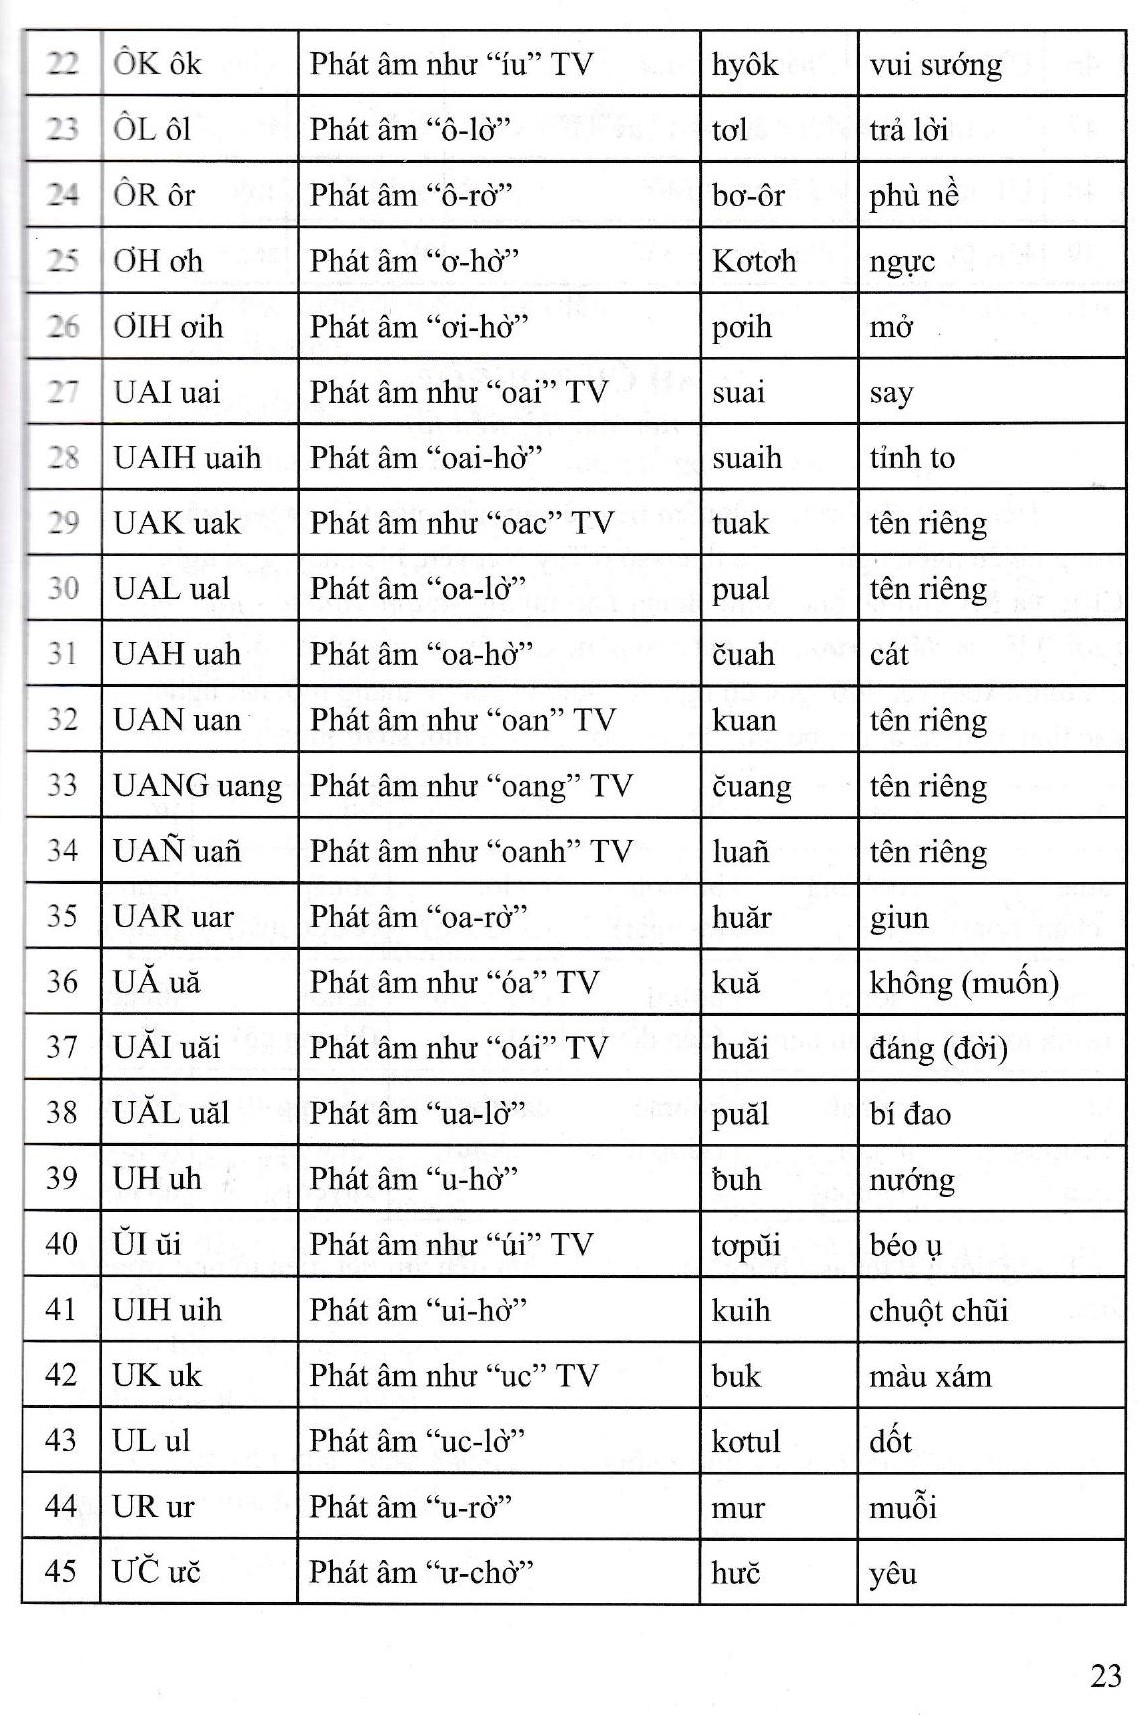 22 ÔK ôk Phát âm như “íu” TV hyôk vui sướng
23 ÔL ôl Phát âm “ô-lờ” tơl trả lời
24 ÔR ôr Phát âm “ô-rờ” bơ-ôr phù nề
25 ƠH ơh Phát âm “ơ-hờ” Kơtơh ngực
26 ƠIH ơih Phát âm “ơi-hờ” pơih mở
27 UAI uai Phát âm như “oai” TV suai say
28 UAIH uaih Phát âm “oai-hờ” suaih tỉnh to
29 UAK uak Phát âm như “oac” TV tuak tên riêng
30 UAL ual Phát âm “oa-lờ” pual tên riêng
31 UAH uah Phát âm “oa-hờ” čuah cát
32 UAN uan Phát âm như “oan” TV kuan tên riêng
33 UANG uang Phát âm như “oang” TV čuang tên riêng
34 UAÑ uañ Phát âm như “oanh” TV luañ tên riêng
35 UAR uar Phát âm “oa-rờ” huăr giun
36 UĂ uă Phát âm như “óa” TV kuă không (muốn)
37 UĂI uăi Phát âm như “oái” TV huăi đáng (đời)
38 UĂL uăl Phát âm “ua-lờ” puăl bí đao
39 UH uh Phát âm “u-hờ” ƀuh nướng
40 ŬI ŭi Phát âm như “úi” TV tơpŭi béo ụ
41 UIH uih Phát âm “ui-hờ” kuih chuột chũi
42 UK uk Phát âm như “uc” TV buk màu xám
43 UL ul Phát âm “uc-lờ” kơtul dốt
44 UR ur Phát âm “u-rờ” mur muỗi
45 ƯČ ưč Phát âm “ư-chờ” hưč yêu
23